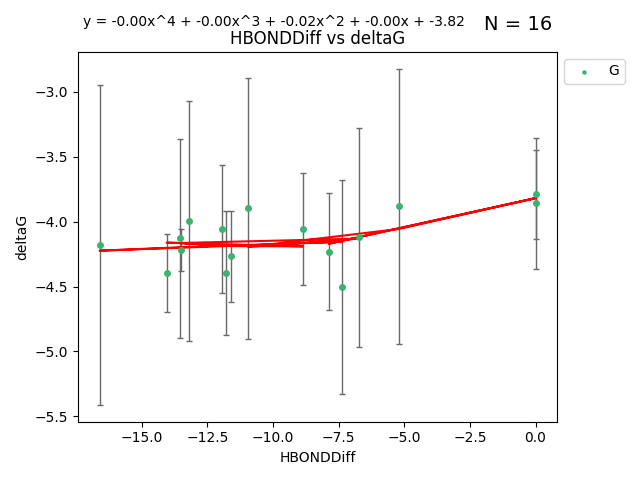 y = -0.00x^4 + -0.00x^3 + -0.02x^2 + -0.00x + -3.82
N = 16
HBONDDiff vs deltaG
G
−3.0
−3.5
−4.0
−4.5
−5.0
−5.5
deltaG
−15.0 −12.5 −10.0 −7.5 −5.0 −2.5 0.0
HBONDDiff